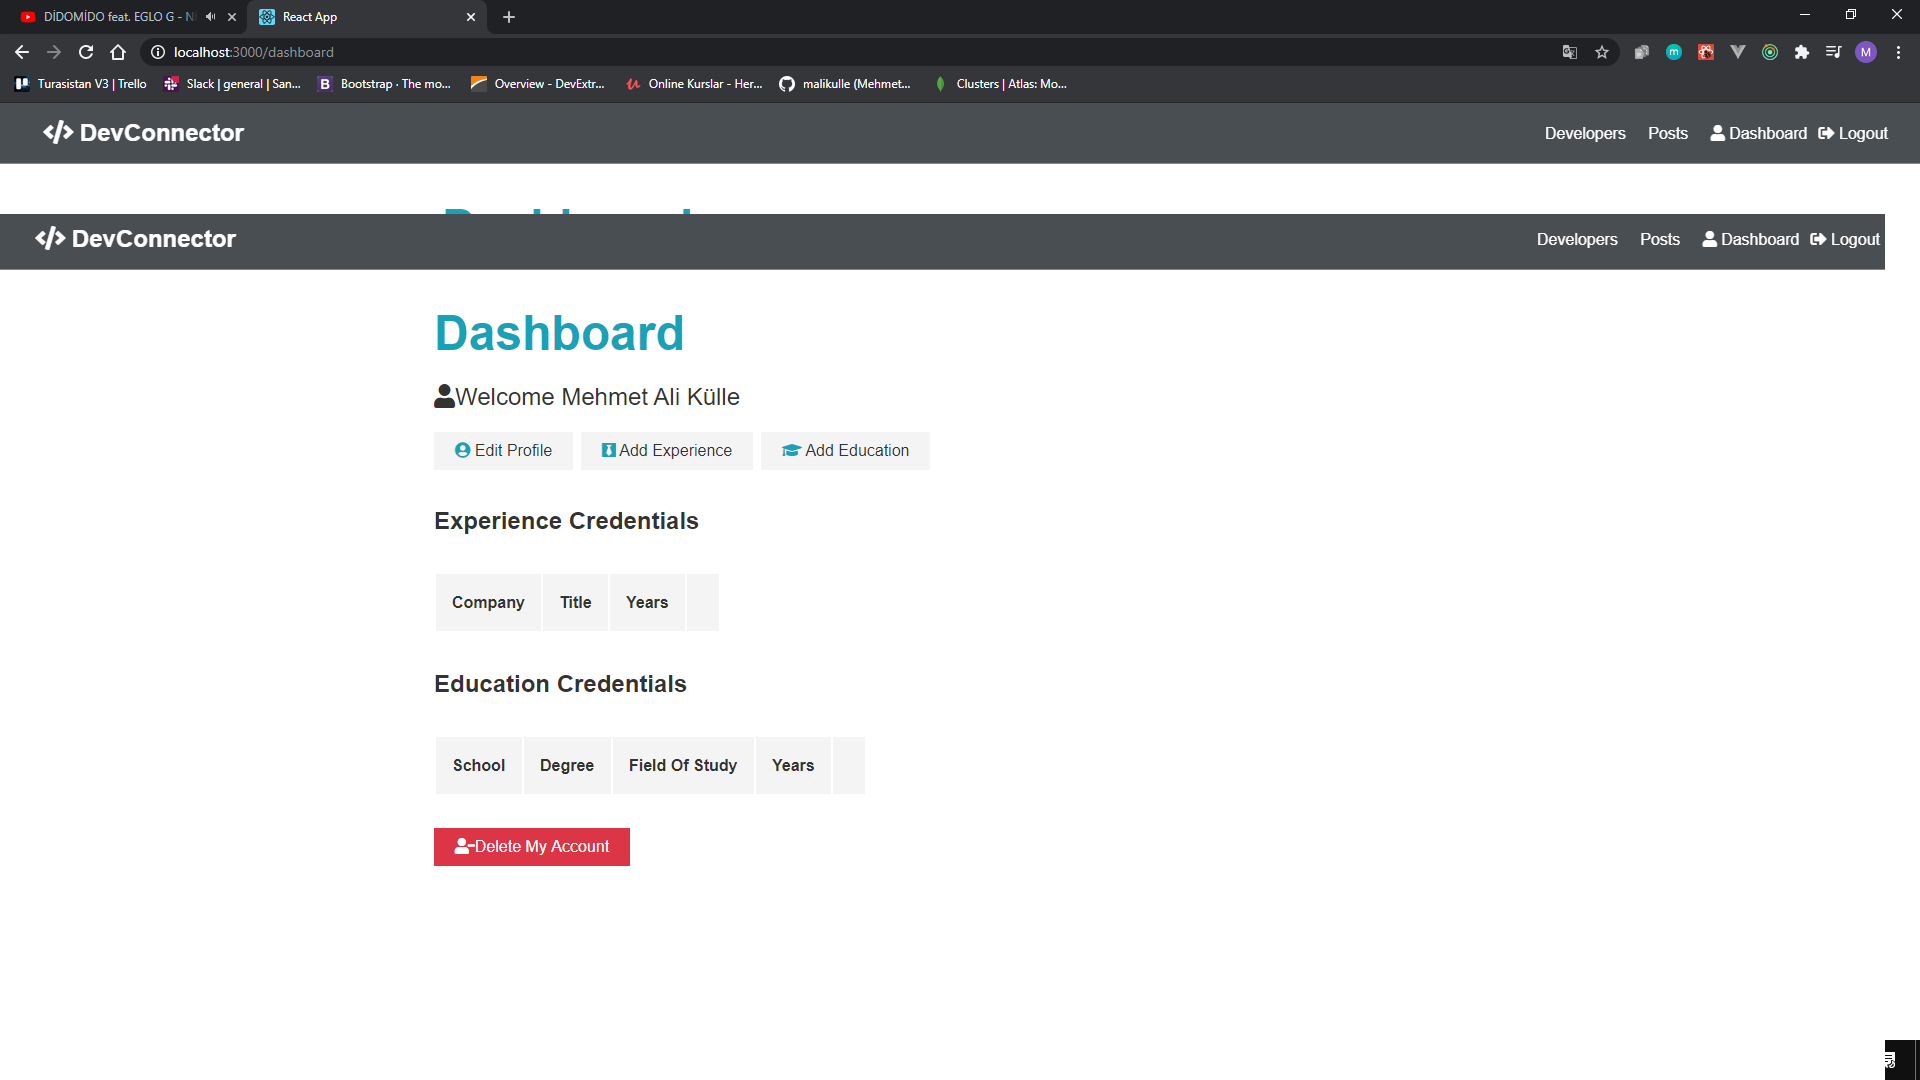 DİDOMİDO feat. EGLO G - N
React App
localhost:3000/dashboard
M
Turasistan V3 | Trello
Slack | general | San...
Bootstrap · The mo...
Overview - DevExtr...
Online Kurslar - Her...
malikulle (Mehmet...
Clusters | Atlas: Mo...
DevConnector
Developers
Posts
Dashboard
Logout
DevConnector
Developers
Posts
Dashboard
Logout
Dashboard
Welcome Mehmet Ali Külle
Edit Profile
Add Experience
Add Education
Experience Credentials
Company
Title
Years
Education Credentials
School
Degree
Field Of Study
Years
Delete My Account